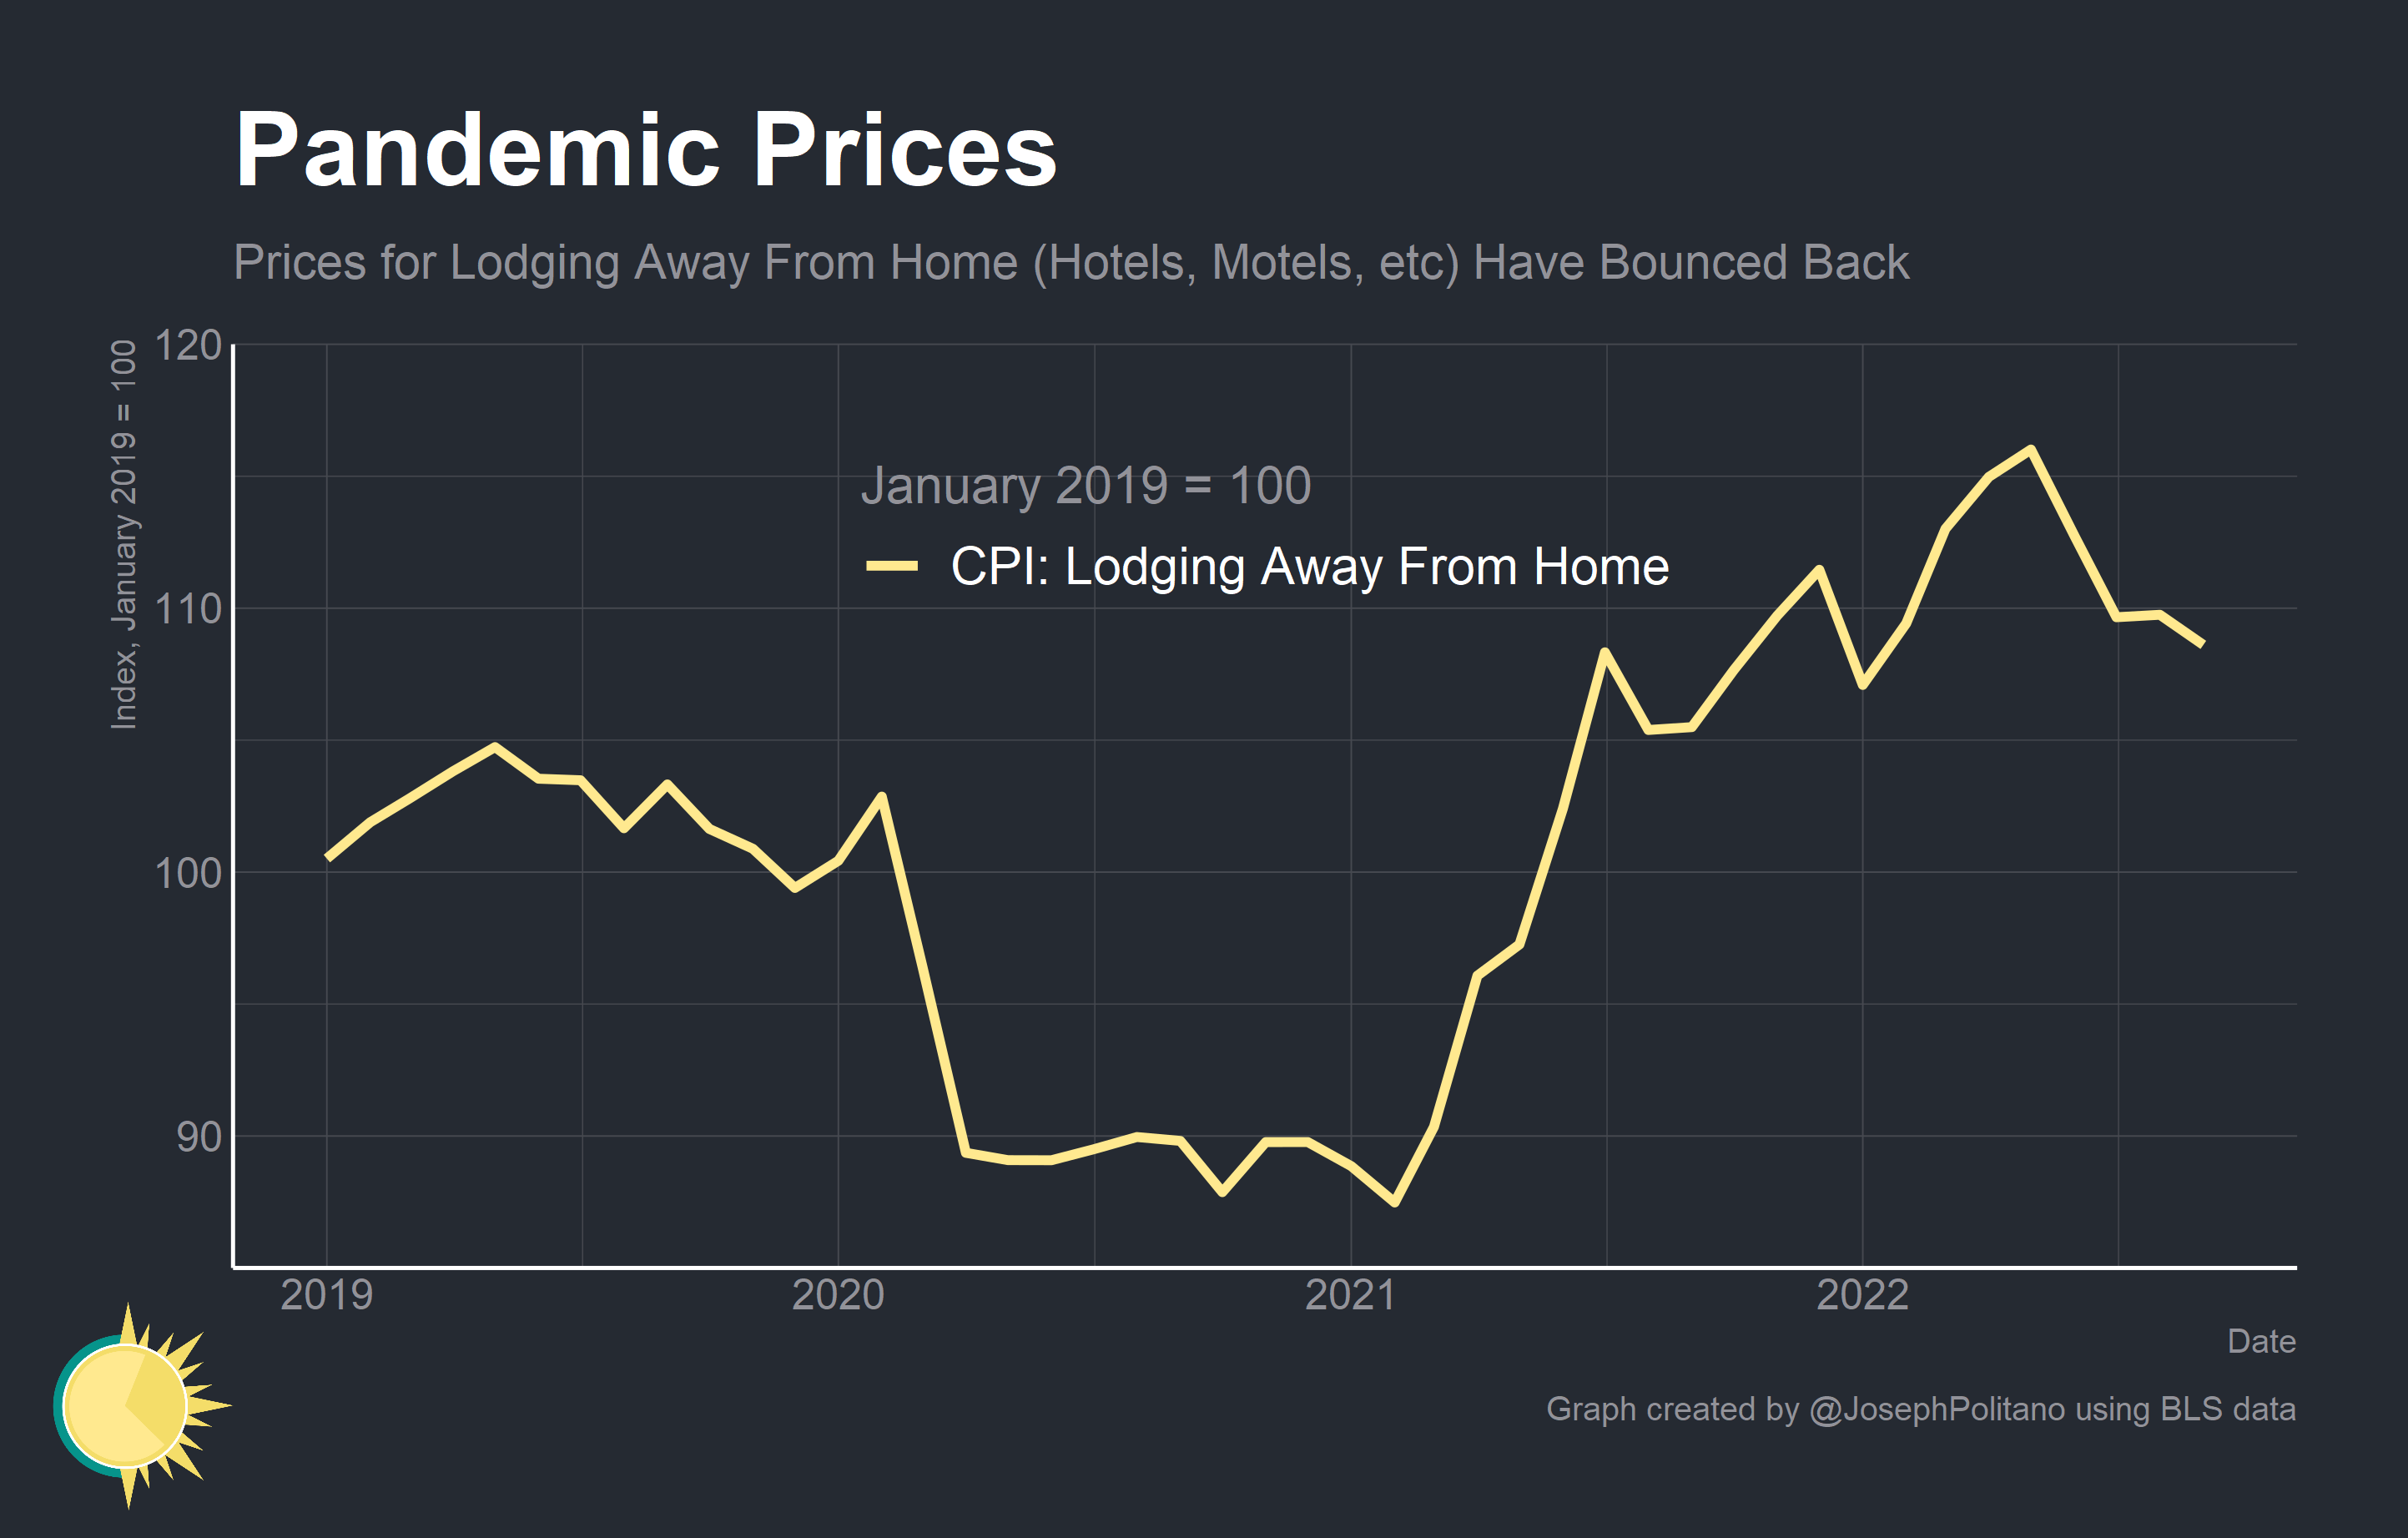 Pandemic Prices
Prices for Lodging Away From Home (Hotels, Motels, etc) Have Bounced Back
Index, January 2019 = 100
120
110
100
90
January 2019 = 100
CPI: Lodging Away From Home
2019 2020 2021 2022
Date
Graph created by @JosephPolitano using BLS data